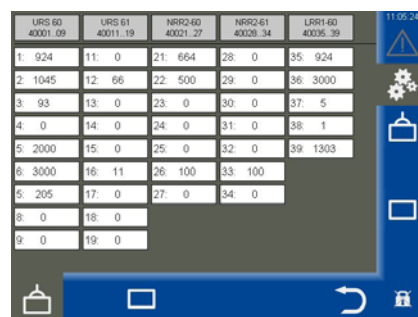 URS 60 URS 61 NRR2-60 NRR2-61 LRR1-60 11:05:24
40001..09 40011..19 40021..27 40028..34 40035..39
1: 924 11: 0 21: 664 28: 0 35: 924
2: 1045 12: 66 22: 500 29: 0 36: 3000
3: 93 13: 0 23: 0 30: 0 37: 5
4: 0 14: 0 24: 0 31: 0 38: 1
5: 2000 15: 0 25: 0 32: 0 39: 1303
6: 3000 16: 11 26: 100 33: 100
5: 205 17: 0 27: 0 34: 0
8: 0 18: 0
9: 0 19: 0